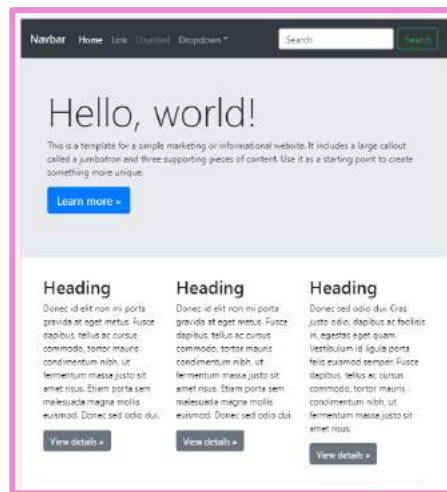 Navbar Home Link Disabled Dropdown Search Search
Hello, world!
This is a template for a simple marketing or informational website. It includes a large callout
called a jumbotron and three supporting pieces of content. Use it as a starting point to create
something more unique.
Learn more »
Heading
Donec id elit non mi porta
gravida at eget metus. Fusce
dapibus, tellus ac cursus
commodo, tortor mauris
condimentum nibh, ut
fermentum massa justo sit
amet risus. Etiam porta sem
malesuada magna mollis
euismod. Donec sed odio dui.
View details »
Heading
Donec id elit non mi porta
gravida at eget metus. Fusce
dapibus, tellus ac cursus
commodo, tortor mauris
condimentum nibh, ut
fermentum massa justo sit
amet risus. Etiam porta sem
malesuada magna mollis
euismod. Donec sed odio dui.
View details »
Heading
Donec sed odio dui. Cras
justo odio, dapibus ac facilisis
in, egestas eget quam.
Vestibulum id ligula porta
felis euismod semper. Fusce
dapibus, tellus ac cursus
commodo, tortor mauris
condimentum nibh, ut
fermentum massa justo sit
amet risus.
View details »